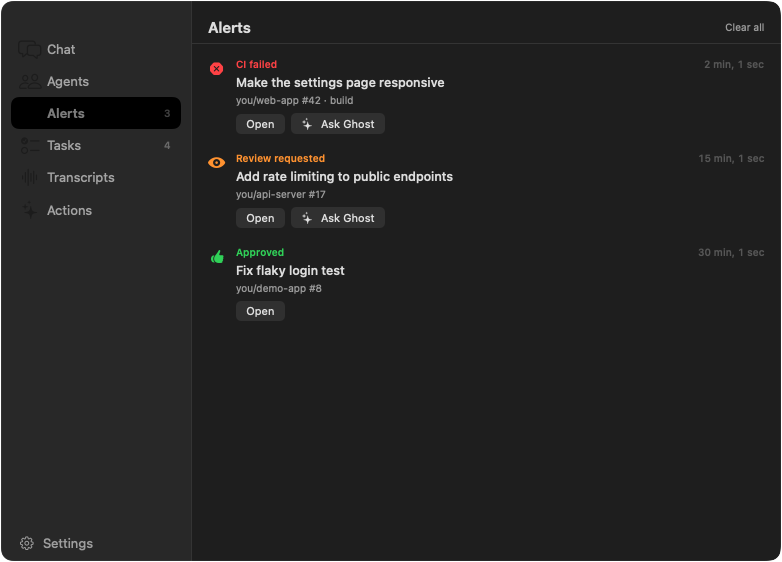 Chat
Agents
Alerts 3
Tasks 4
Transcripts
Actions
Settings
Alerts Clear all
CI failed 2 min, 1 sec
Make the settings page responsive
you/web-app #42 · build
Open Ask Ghost
Review requested 15 min, 1 sec
Add rate limiting to public endpoints
you/api-server #17
Open Ask Ghost
Approved 30 min, 1 sec
Fix flaky login test
you/demo-app #8
Open